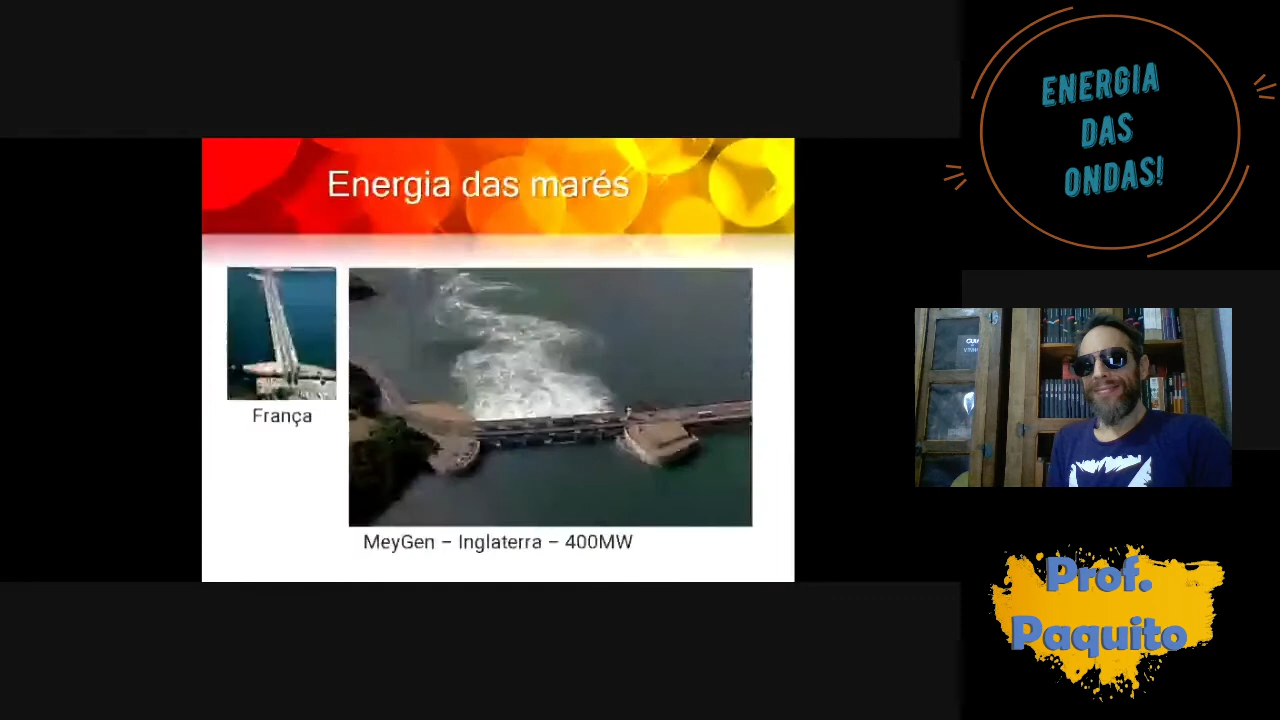 Energia das marés
França
MeyGen – Inglaterra – 400MW
ENERGIA
DAS
ONDAS!
Prof.
Paquito